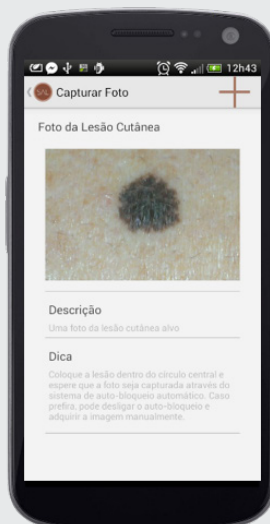 12h43
Capturar Foto
Foto da Lesão Cutânea
Descrição
Uma foto da lesão cutânea alvo
Dica
Coloque a lesão dentro do círculo central e
espere que a foto seja capturada através do
sistema de auto-bloqueio automático. Caso
prefira, pode desligar o auto-bloqueio e
adquirir a imagem manualmente.